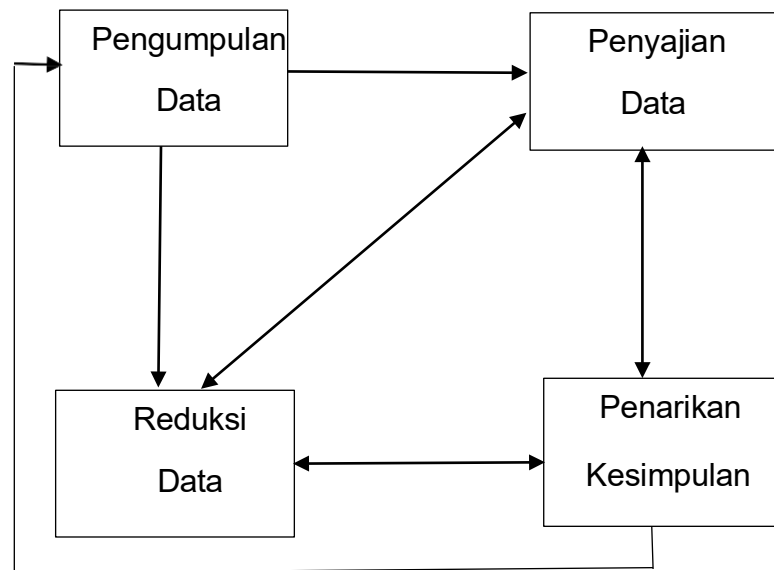 Pengumpulan
Data
Penyajian
Data
Reduksi
Data
Penarikan
Kesimpulan